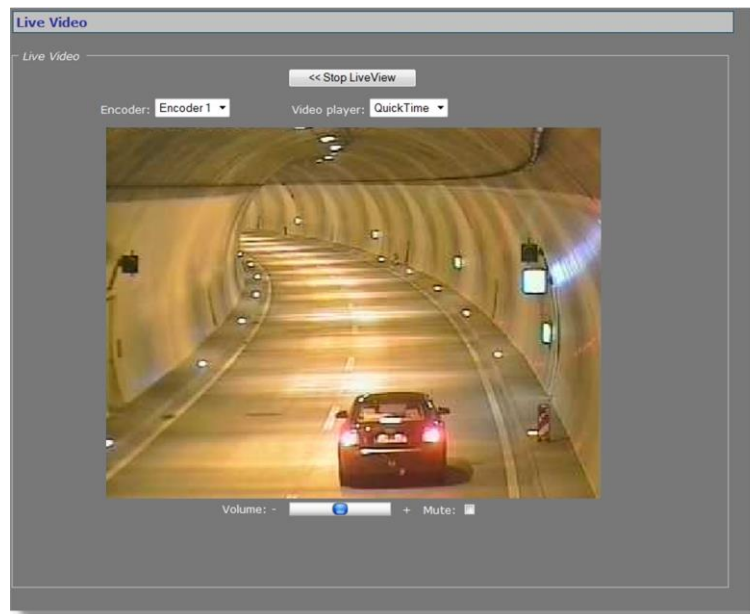 Live Video
Live Video
<< Stop LiveView
Encoder: Encoder 1 Video player: QuickTime
Volume: - + Mute: